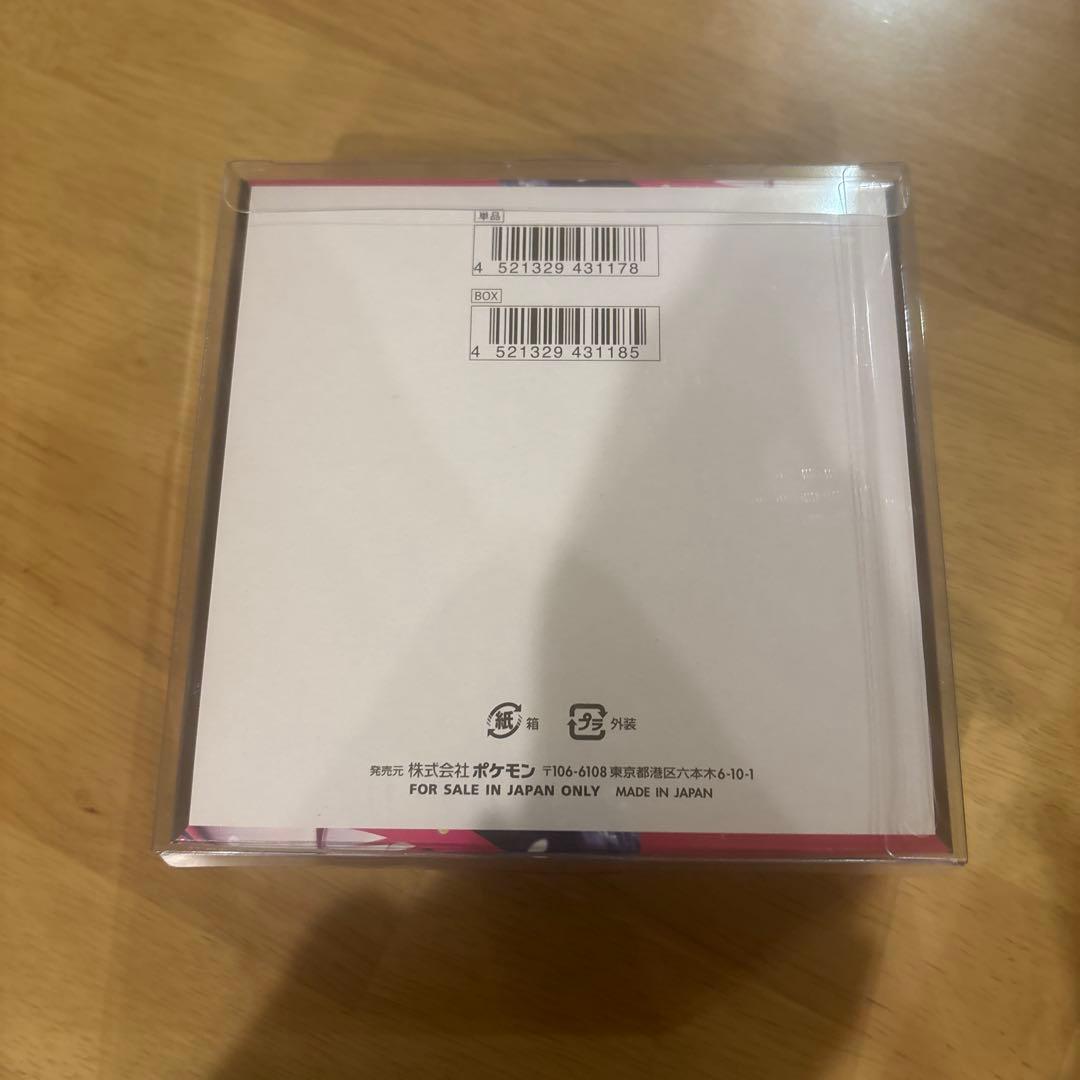 単品
4 521329 431178
BOX
4 521329 431185
紙 箱 プラ 外装
発売元 株式会社ポケモン 〒106-6108 東京都港区六本木6-10-1
FOR SALE IN JAPAN ONLY MADE IN JAPAN